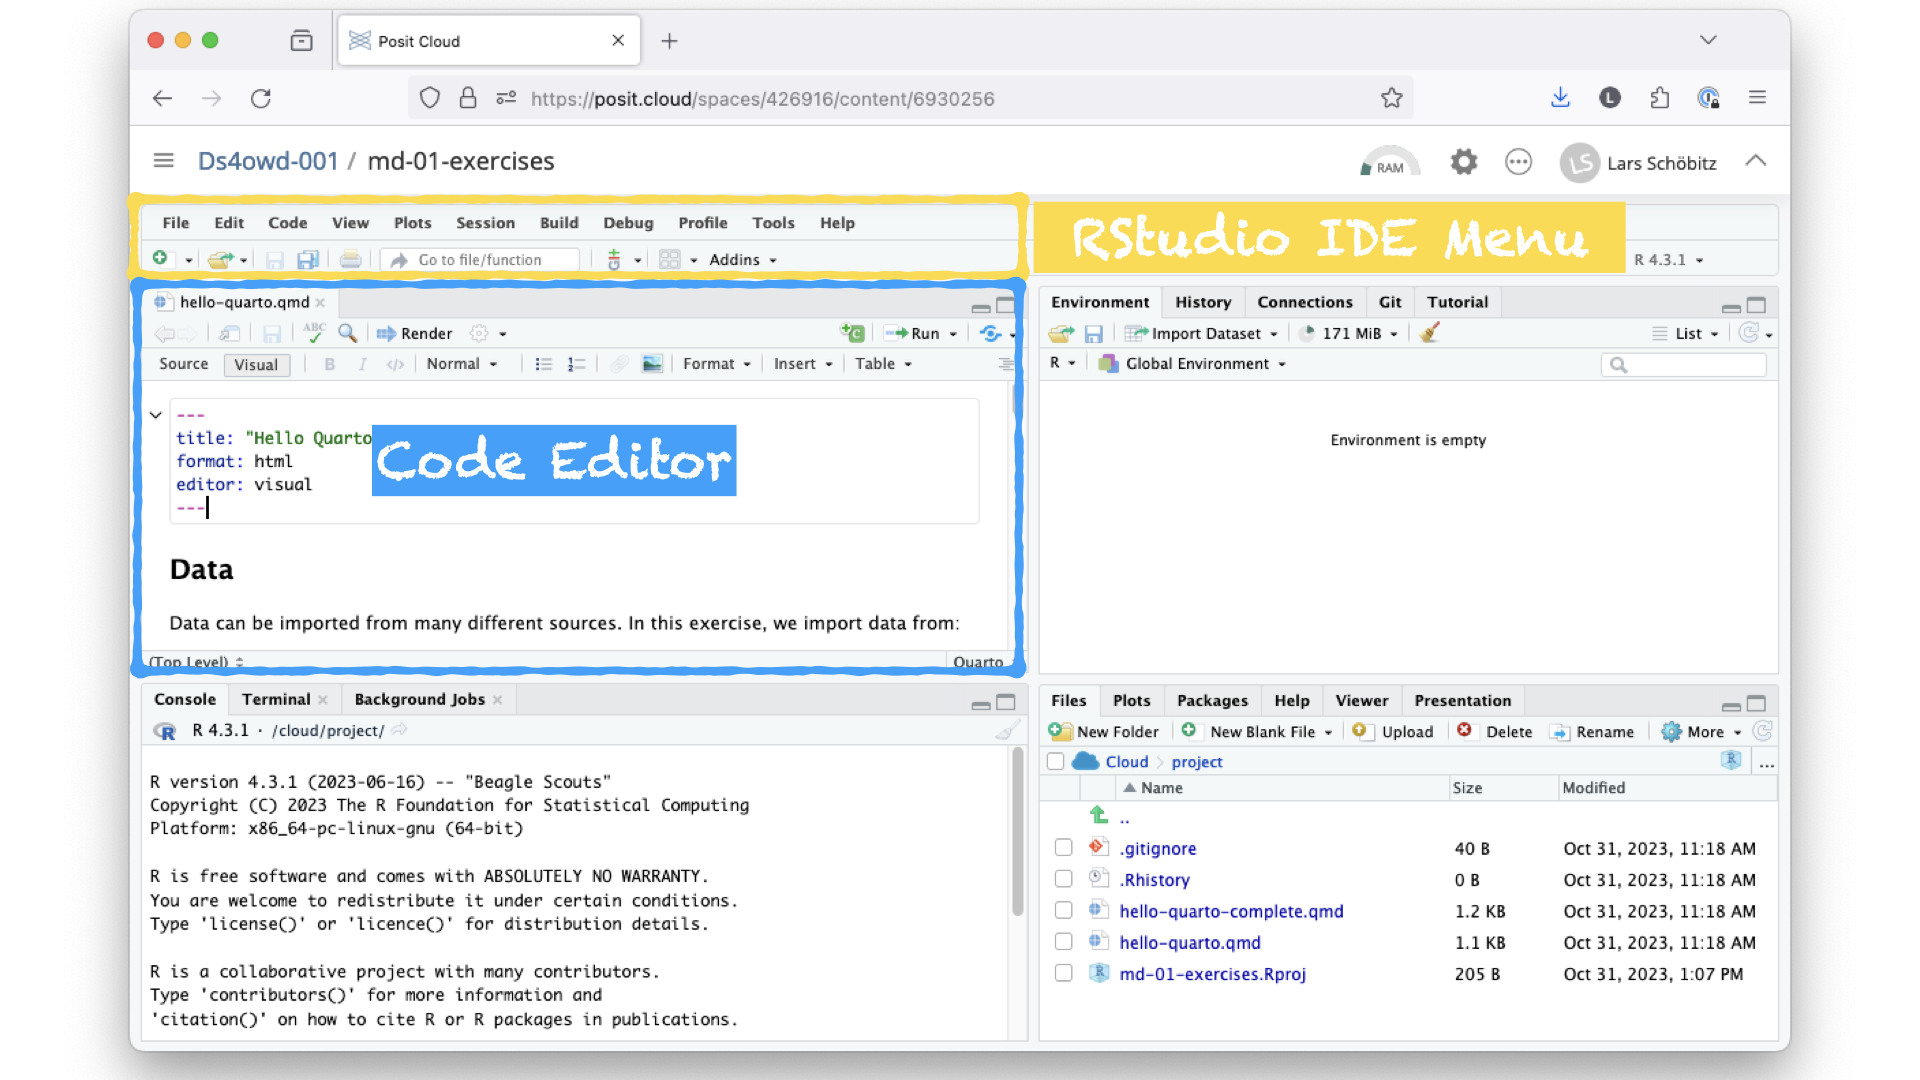 Posit Cloud
https://posit.cloud/spaces/426916/content/6930256
Ds4owd-001 / md-01-exercises
RAM
LS Lars Schöbitz
File Edit Code View Plots Session Build Debug Profile Tools Help
RStudio IDE Menu
Go to file/function
Addins
R 4.3.1
hello-quarto.qmd
ABC
Render
Run
Source Visual B I </> Normal Format Insert Table
---
title: "Hello Quarto
format: html
editor: visual
---
Code Editor
Data
Data can be imported from many different sources. In this exercise, we import data from:
(Top Level)
Quarto
Environment History Connections Git Tutorial
Import Dataset 171 MiB List
R Global Environment
Environment is empty
Console Terminal Background Jobs
R 4.3.1 · /cloud/project/
R version 4.3.1 (2023-06-16) -- "Beagle Scouts"
Copyright (C) 2023 The R Foundation for Statistical Computing
Platform: x86_64-pc-linux-gnu (64-bit)
R is free software and comes with ABSOLUTELY NO WARRANTY.
You are welcome to redistribute it under certain conditions.
Type 'license()' or 'licence()' for distribution details.
R is a collaborative project with many contributors.
Type 'contributors()' for more information and
'citation()' on how to cite R or R packages in publications.
Files Plots Packages Help Viewer Presentation
New Folder New Blank File Upload Delete Rename More
Cloud project ...
Name Size Modified
..
.gitignore 40 B Oct 31, 2023, 11:18 AM
.Rhistory 0 B Oct 31, 2023, 11:18 AM
hello-quarto-complete.qmd 1.2 KB Oct 31, 2023, 11:18 AM
hello-quarto.qmd 1.1 KB Oct 31, 2023, 11:18 AM
md-01-exercises.Rproj 205 B Oct 31, 2023, 1:07 PM